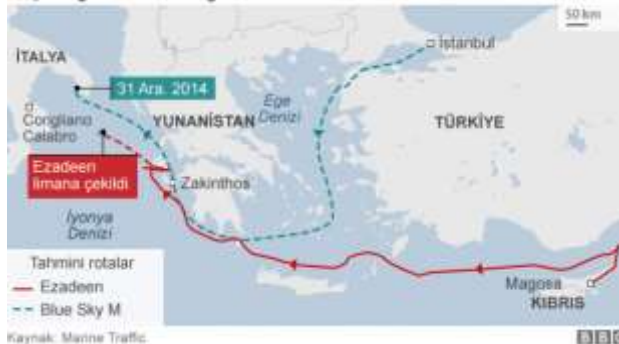 50 km
İTALYA
İstanbul
31 Ara. 2014
Ege
Denizi
Corigliano
Calabro
YUNANİSTAN
TÜRKİYE
Ezadeen
limana çekildi
Zakinthos
İyonya
Denizi
Tahmini rotalar
Ezadeen
Blue Sky M
Magosa
KIBRIS
Kaynak: Marine Traffic
BBC